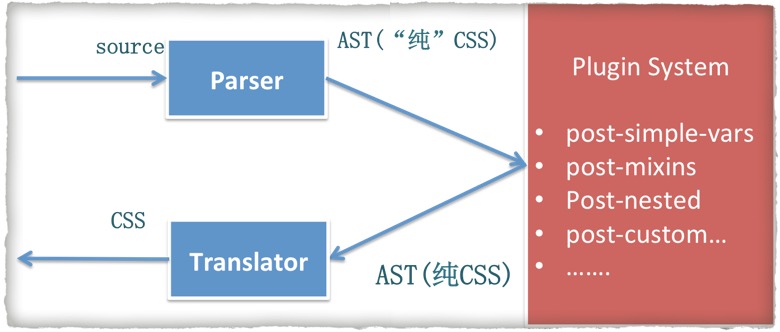 source
Parser
AST(“纯”CSS)
Plugin System
• post-simple-vars
• post-mixins
• Post-nested
• post-custom…
• …….
CSS
Translator
AST(纯CSS)